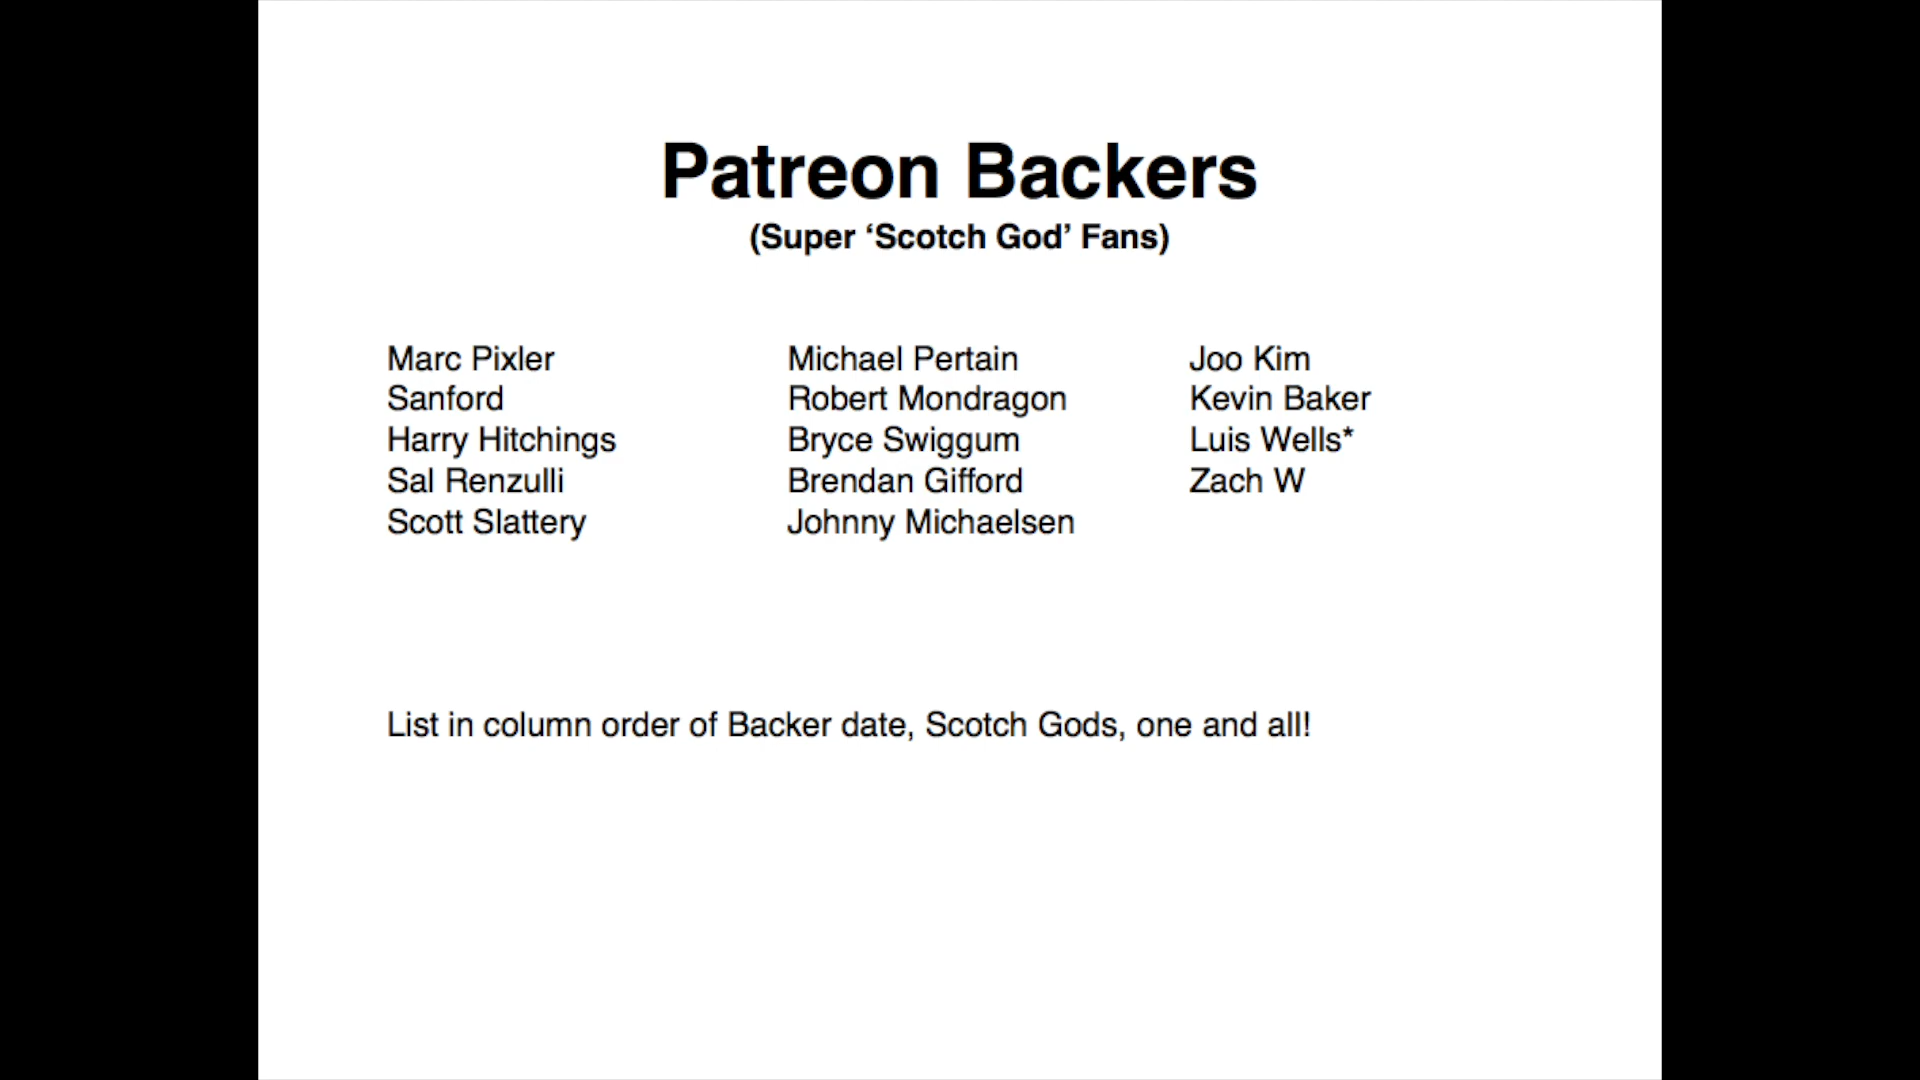 Patreon Backers
(Super ‘Scotch God’ Fans)
Marc Pixler
Sanford
Harry Hitchings
Sal Renzulli
Scott Slattery
Michael Pertain
Robert Mondragon
Bryce Swiggum
Brendan Gifford
Johnny Michaelsen
Joo Kim
Kevin Baker
Luis Wells*
Zach W
List in column order of Backer date, Scotch Gods, one and all!